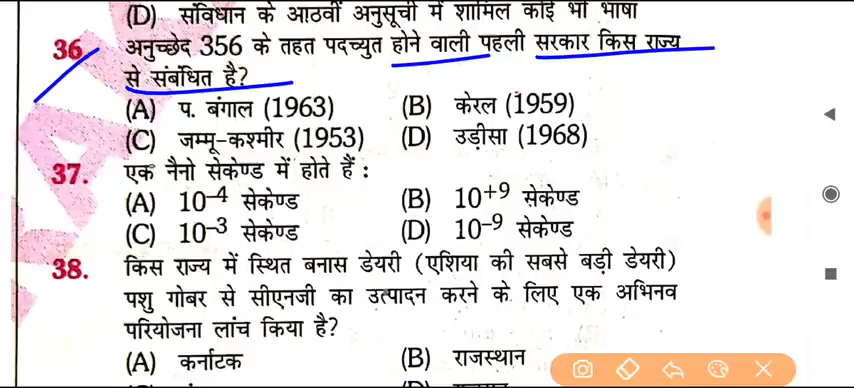 (D) संविधान के आठवीं अनुसूची में शामिल कोई भी भाषा
36. अनुच्छेद 356 के तहत पदच्युत होने वाली पहली सरकार किस राज्य
से संबंधित है?
(A) प. बंगाल (1963) (B) केरल (1959)
(C) जम्मू-कश्मीर (1953) (D) उड़ीसा (1968)
37. एक नैनो सेकेण्ड में होते हैं :
(A) 10⁻⁴ सेकेण्ड (B) 10⁺⁹ सेकेण्ड
(C) 10⁻³ सेकेण्ड (D) 10⁻⁹ सेकेण्ड
38. किस राज्य में स्थित बनास डेयरी (एशिया की सबसे बड़ी डेयरी)
पशु गोबर से सीएनजी का उत्पादन करने के लिए एक अभिनव
परियोजना लांच किया है?
(A) कर्नाटक (B) राजस्थान